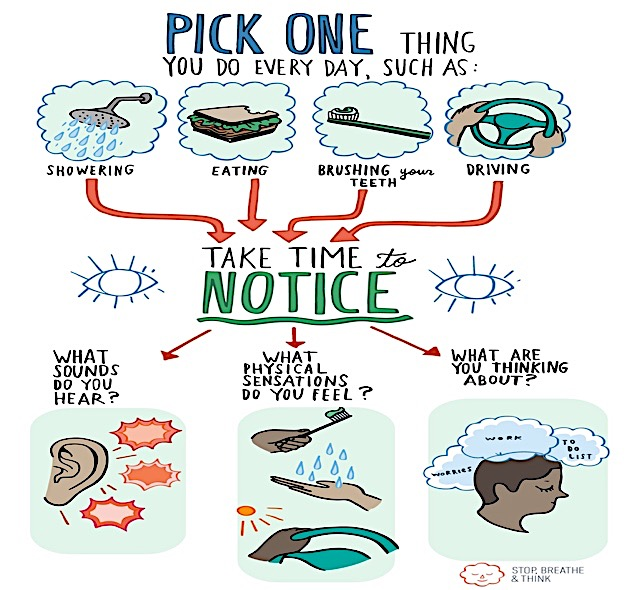 PICK ONE THING
YOU DO EVERY DAY, SUCH AS:
SHOWERING
EATING
BRUSHING your
TEETH
DRIVING
TAKE TIME to
NOTICE
WHAT
SOUNDS
DO YOU
HEAR?
WHAT
PHYSICAL
SENSATIONS
DO YOU FEEL?
WHAT ARE
YOU THINKING
ABOUT?
WORRIES
WORK
TO
DO
LIST
STOP, BREATHE
& THINK